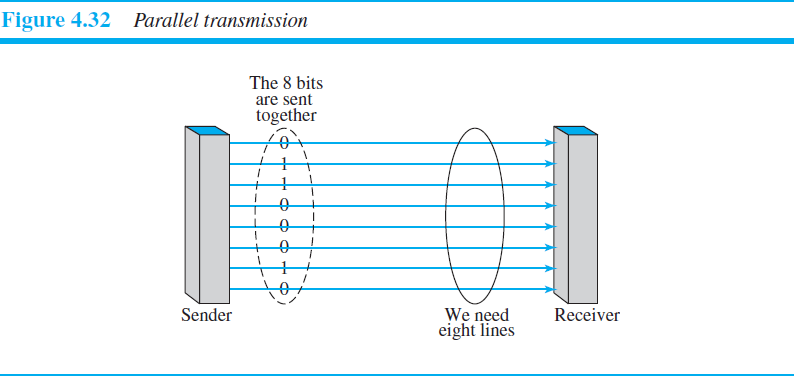 Figure 4.32 Parallel transmission
The 8 bits
are sent
together
0
1
1
0
0
0
1
0
Sender
We need
eight lines
Receiver